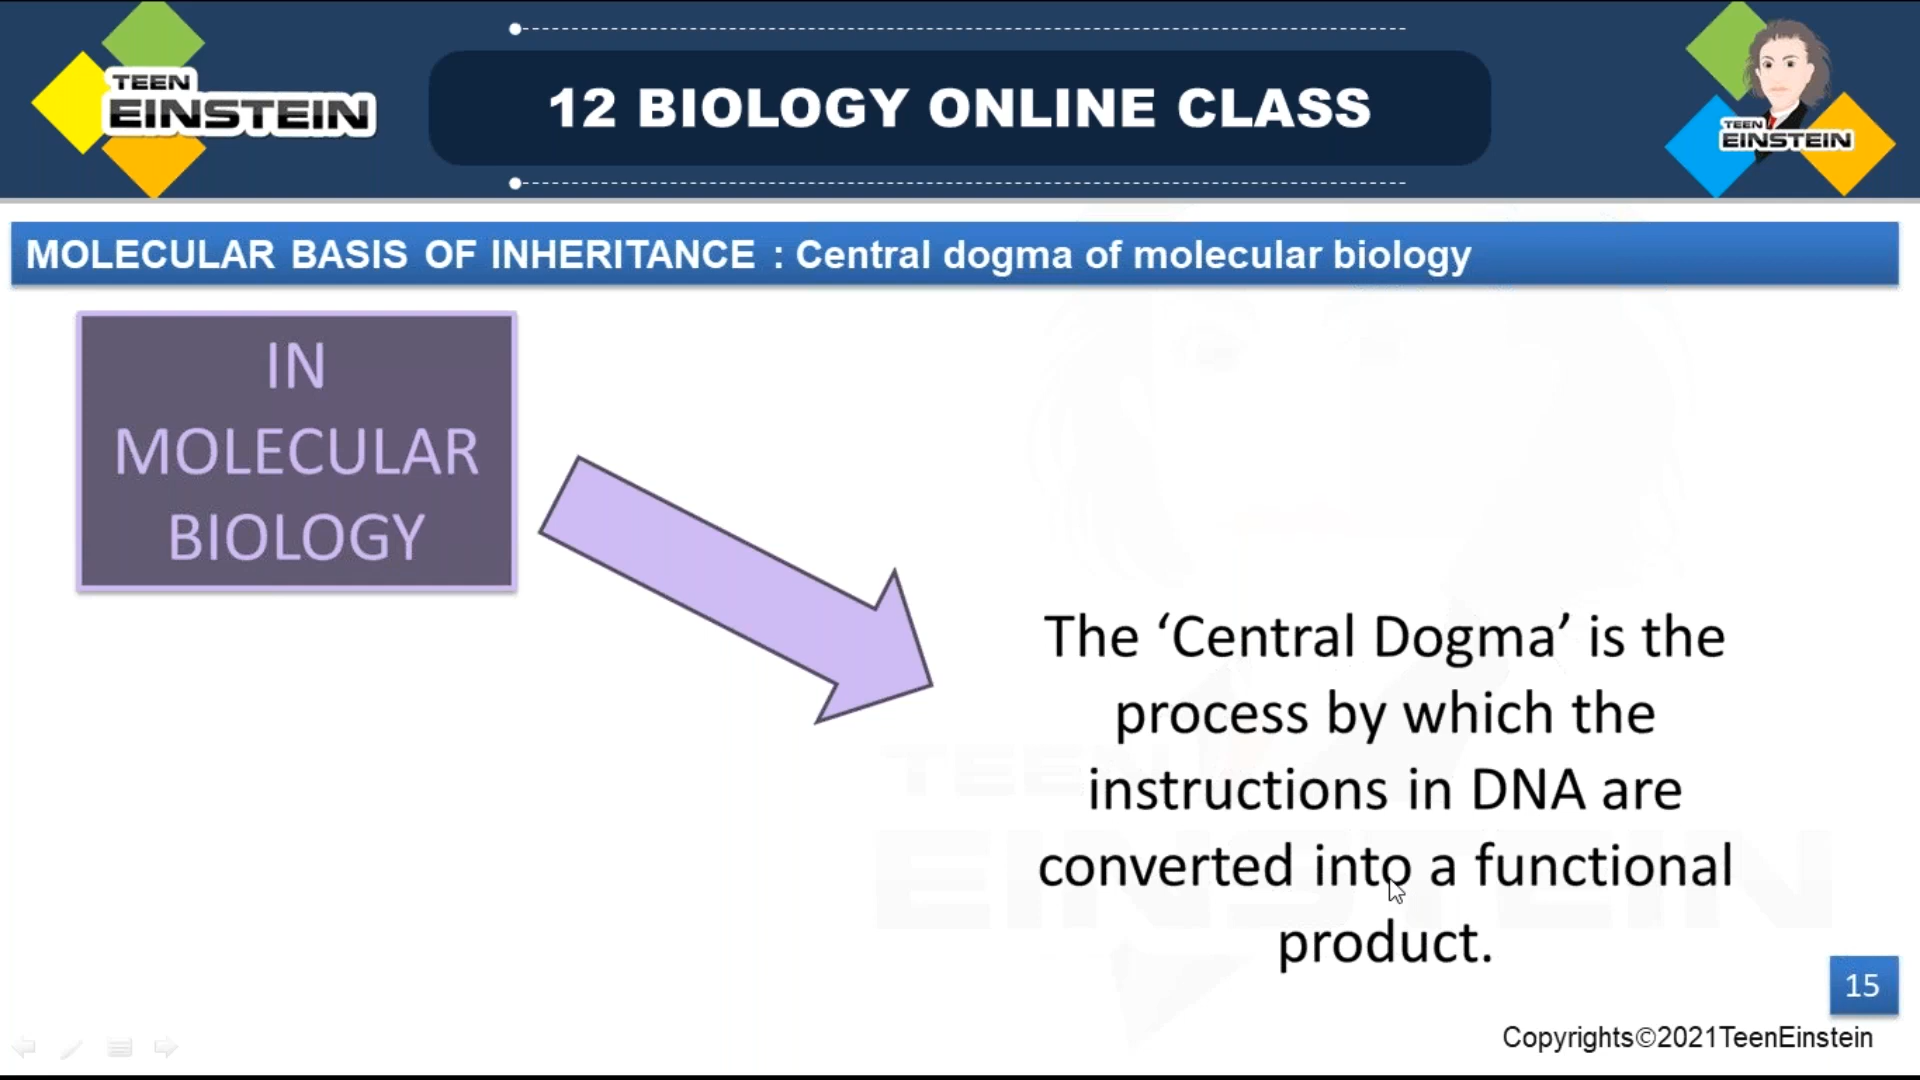 TEEN
EINSTEIN
12 BIOLOGY ONLINE CLASS
TEEN
EINSTEIN
MOLECULAR BASIS OF INHERITANCE : Central dogma of molecular biology
IN
MOLECULAR
BIOLOGY
The ‘Central Dogma’ is the
process by which the
instructions in DNA are
converted into a functional
product.
TEEN
EINSTEIN
15
Copyrights©2021TeenEinstein